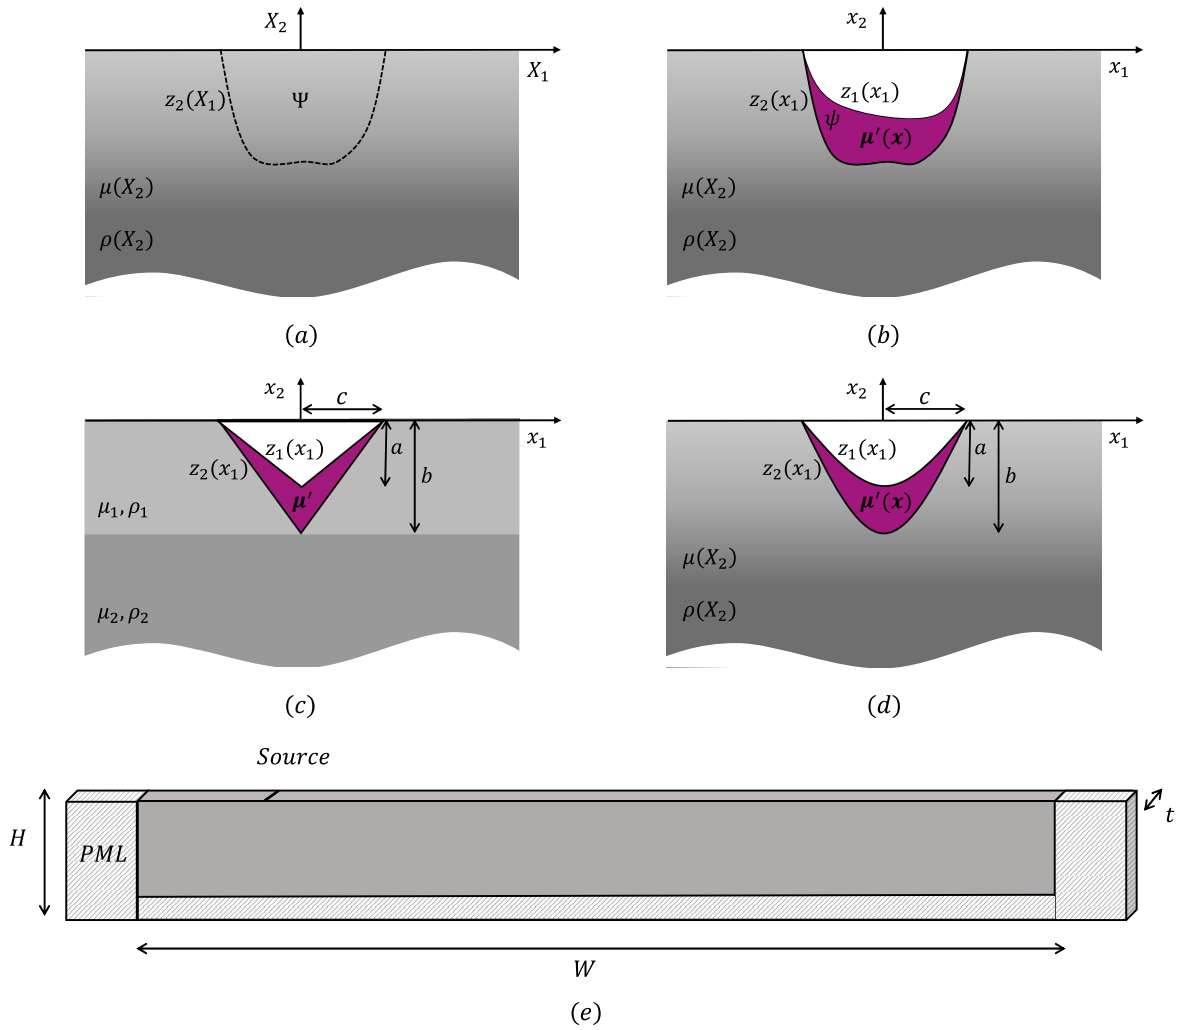 X₂
X₁
z₂(X₁)
Ψ
μ(X₂)
ρ(X₂)
(a)
x₂
x₁
z₂(x₁)
z₁(x₁)
ψ
μ′(x)
μ(X₂)
ρ(X₂)
(b)
x₂
c
x₁
z₁(x₁)
a
z₂(x₁)
b
μ′
μ₁, ρ₁
μ₂, ρ₂
(c)
x₂
c
x₁
z₁(x₁)
a
z₂(x₁)
b
μ′(x)
μ(X₂)
ρ(X₂)
(d)
Source
H
PML
t
W
(e)